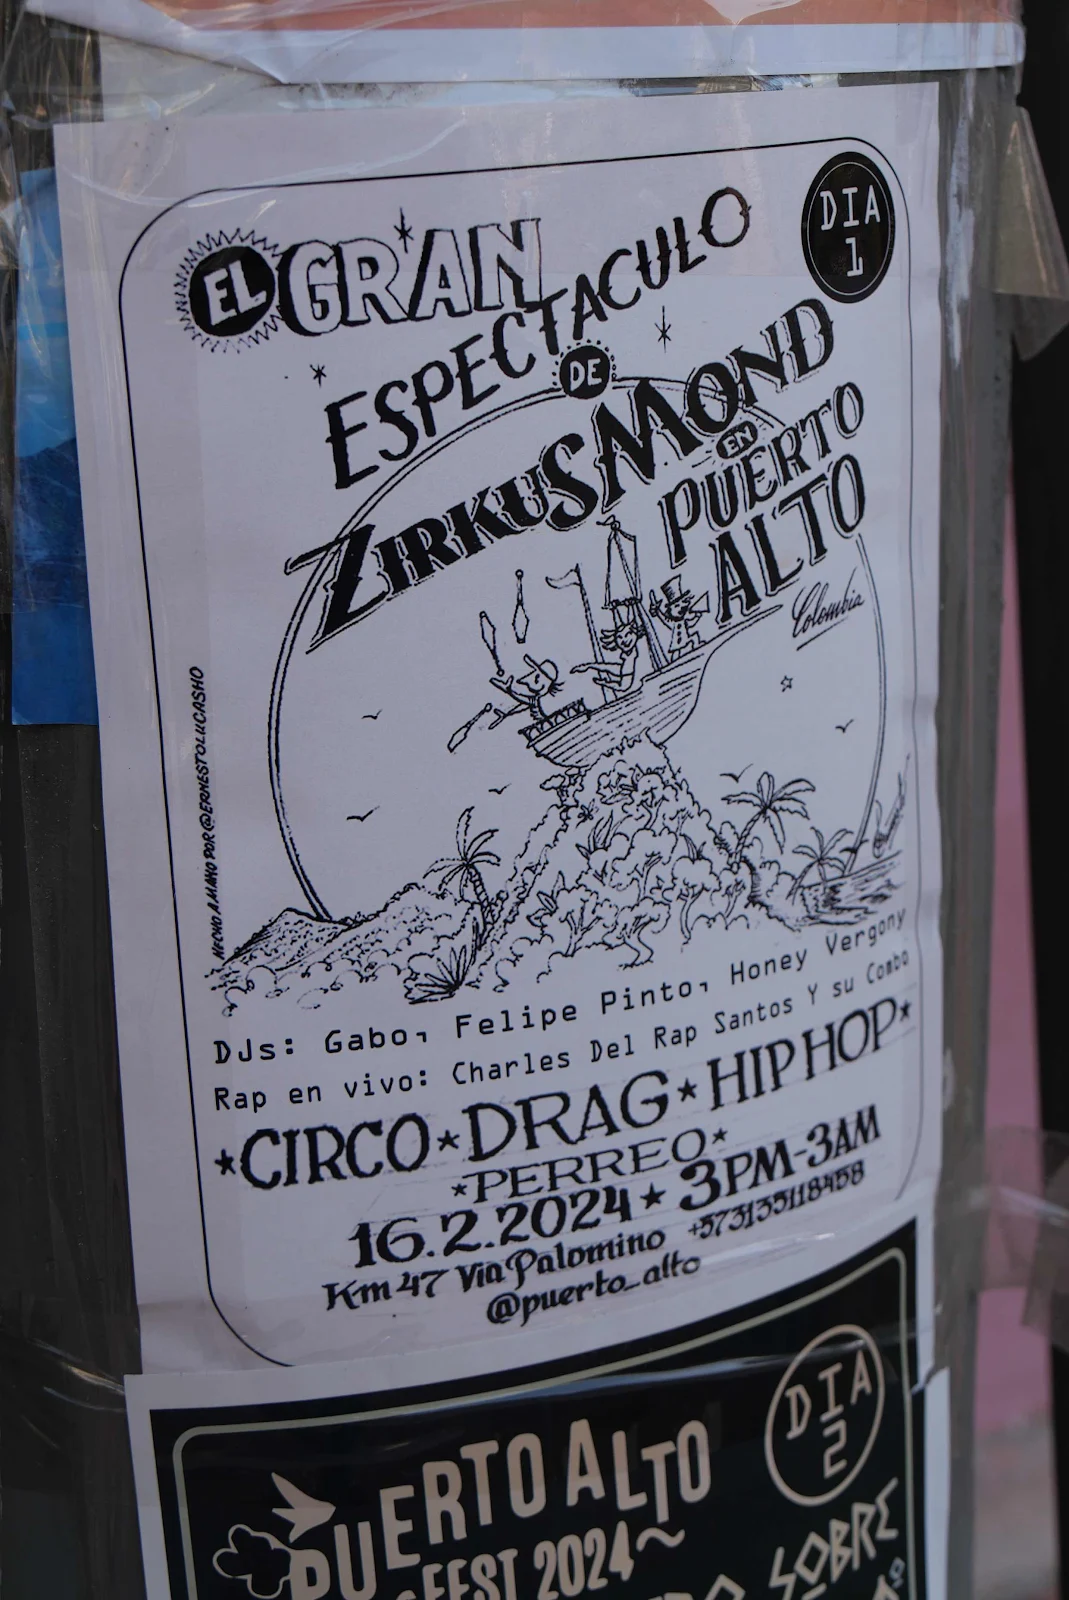 EL GRAN
ESPECTACULO
DE
ZIRKUSMOND
EN
PUERTO
ALTO
Colombia
DIA
1
HECHO A MANO POR @ERNESTOLUCASHO
DJs: Gabo, Felipe Pinto, Honey Vergony
Rap en vivo: Charles Del Rap Santos Y su Combo
*CIRCO*DRAG*HIPHOP*
*PERREO*
16.2.2024 ★ 3PM-3AM
Km 47 Via Palomino +573135118458
@puerto_alto
DIA
2
PUERTO ALTO
FEST 2024~
SOBRE